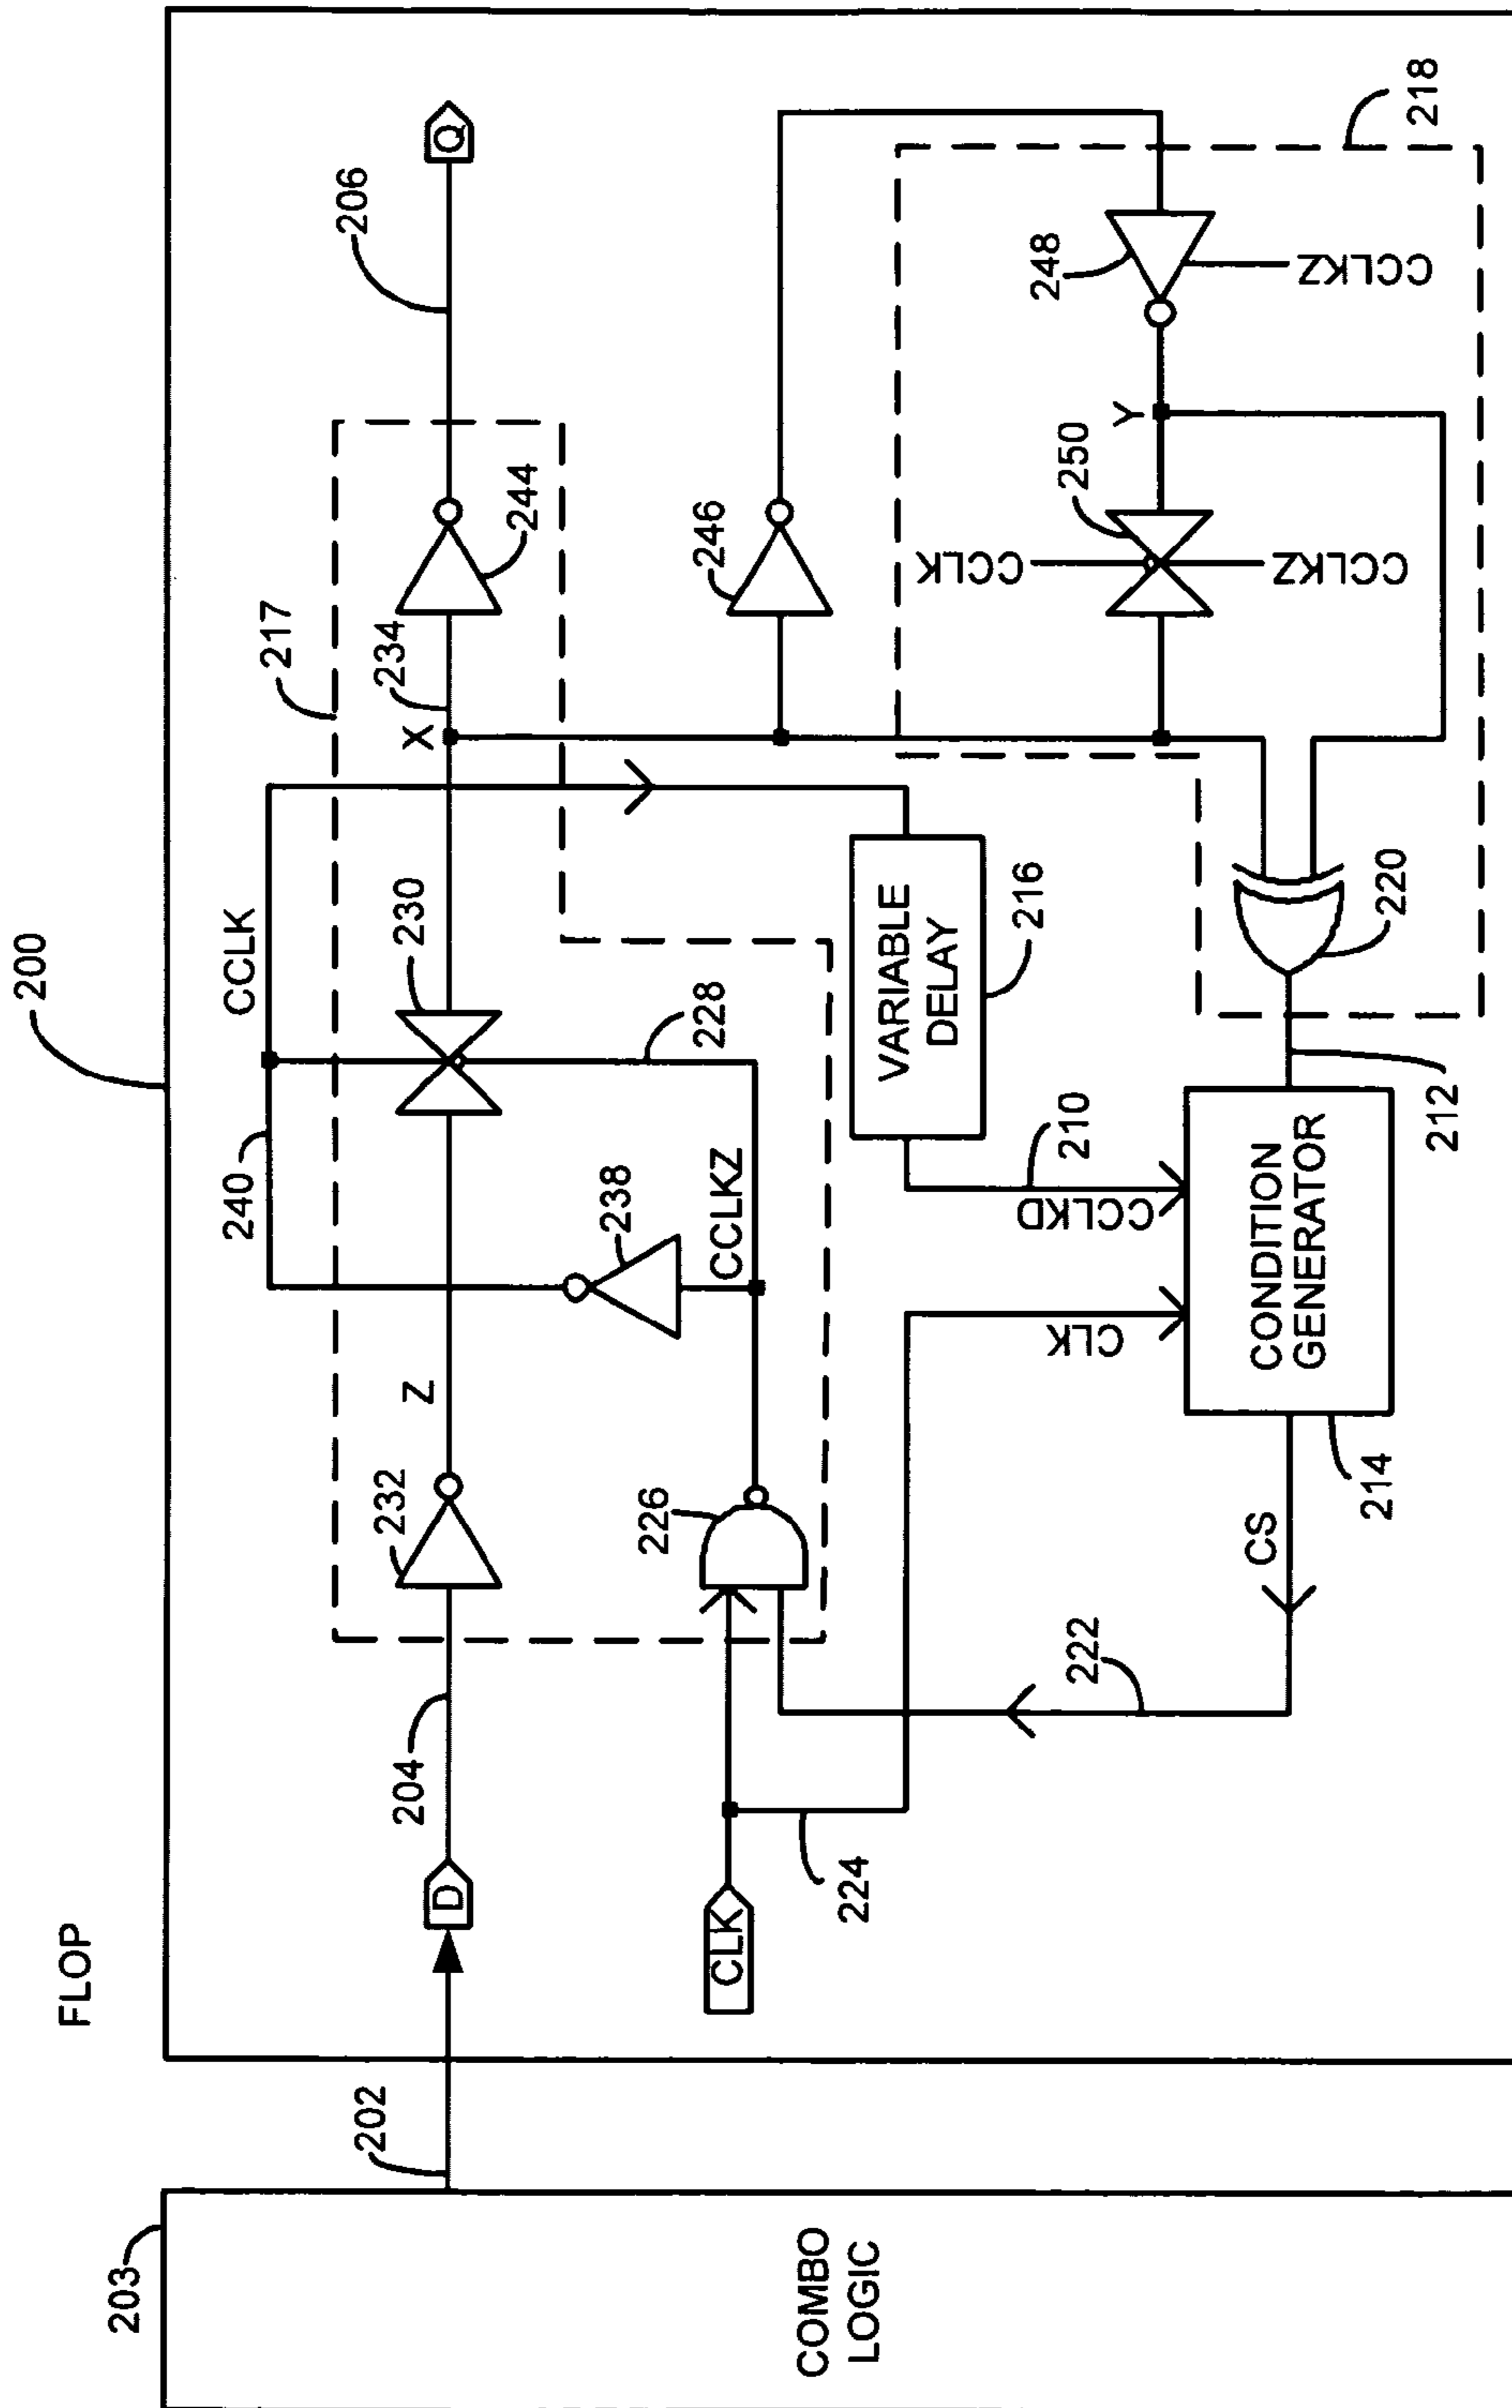 FLOP
200
203
COMBO
LOGIC
202
D
204
232
Z
240
CCLK
230
217
X
234
244
206
Q
CLK
224
226
238
CCLKZ
228
246
222
CS
CLK
CCLKD
210
VARIABLE
DELAY
216
CONDITION
GENERATOR
214
212
220
CCLK
250
CCLKZ
Y
248
CCLKZ
218